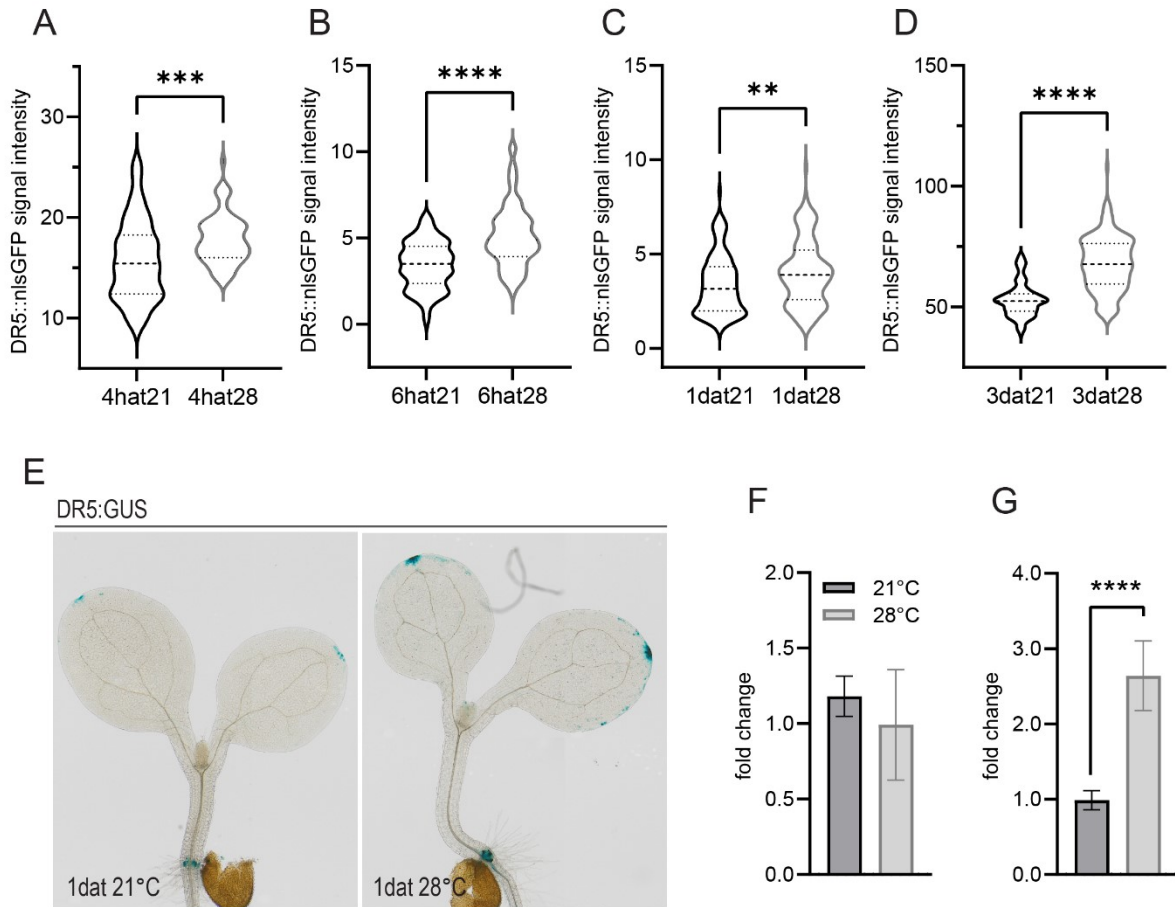 A
DR5::nlsGFP signal intensity
30
20
10
***
4hat21 4hat28
B
DR5::nlsGFP signal intensity
15
10
5
0
****
6hat21 6hat28
C
DR5::nlsGFP signal intensity
15
10
5
0
**
1dat21 1dat28
D
DR5::nlsGFP signal intensity
150
100
50
****
3dat21 3dat28
E
DR5:GUS
1dat 21°C
1dat 28°C
F
fold change
2.0
1.5
1.0
0.5
0.0
21°C
28°C
G
fold change
4.0
3.0
2.0
1.0
0.0
****